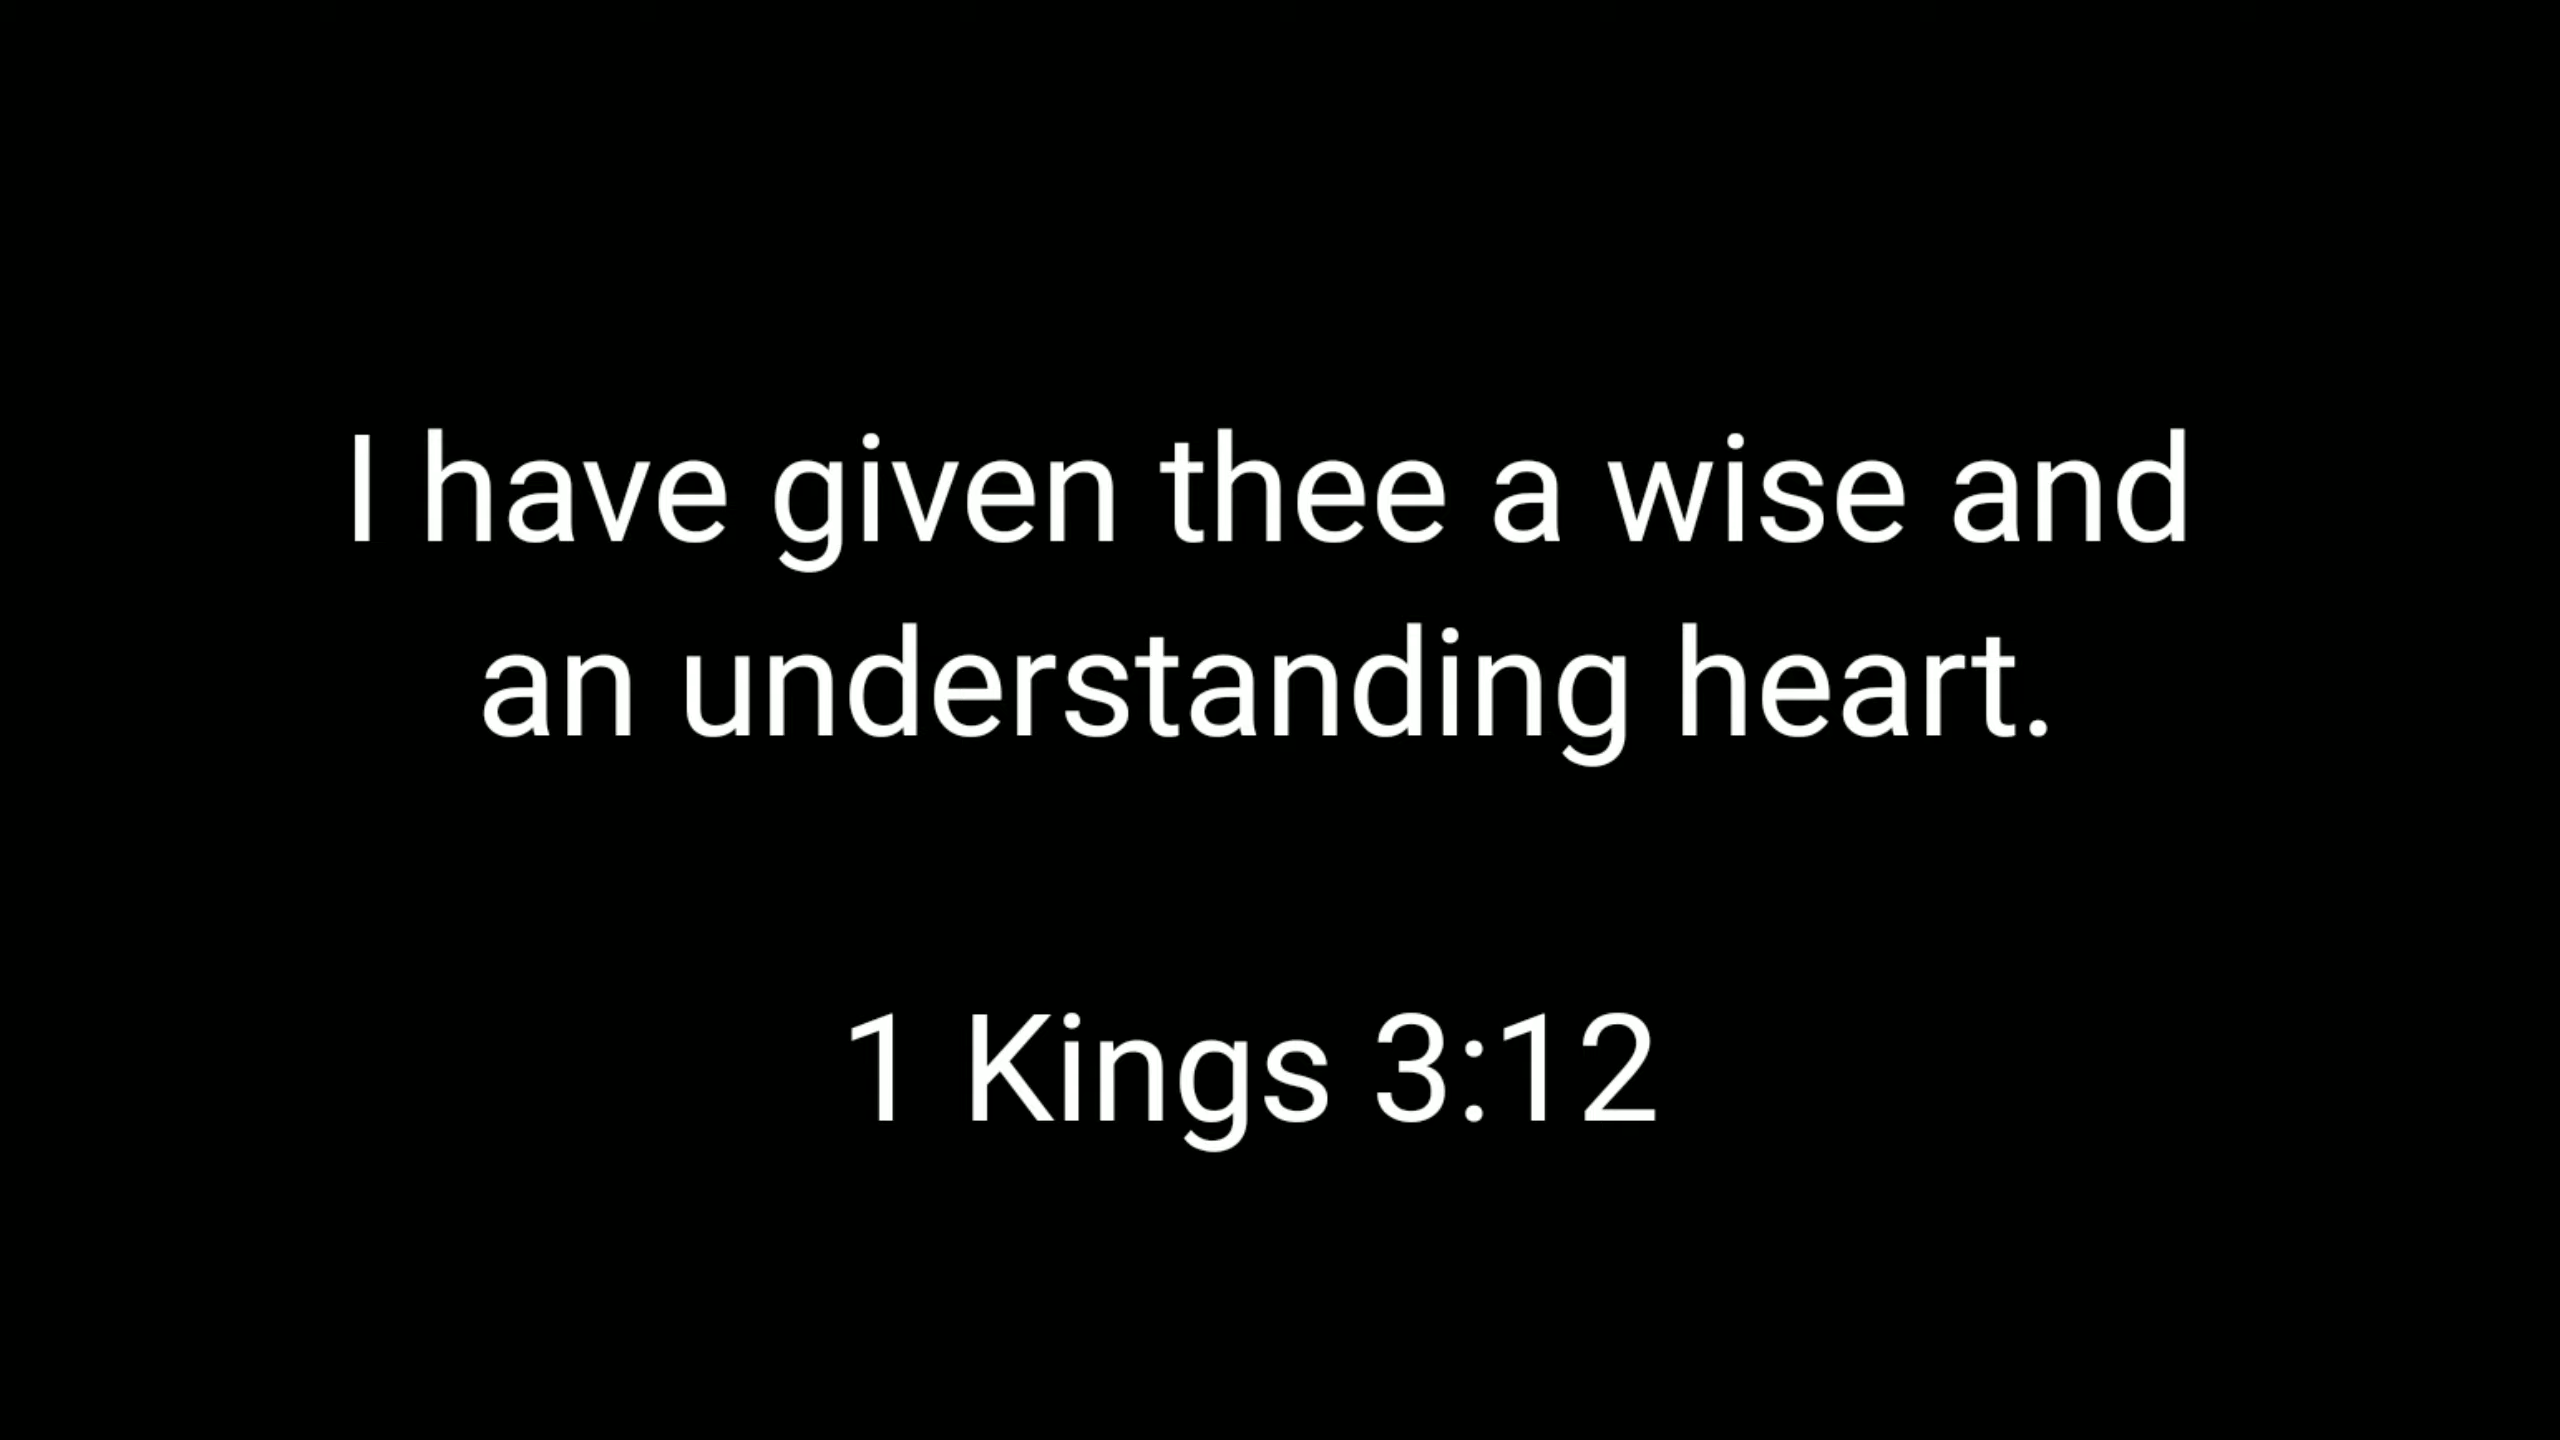 I have given thee a wise and
an understanding heart.
1 Kings 3:12